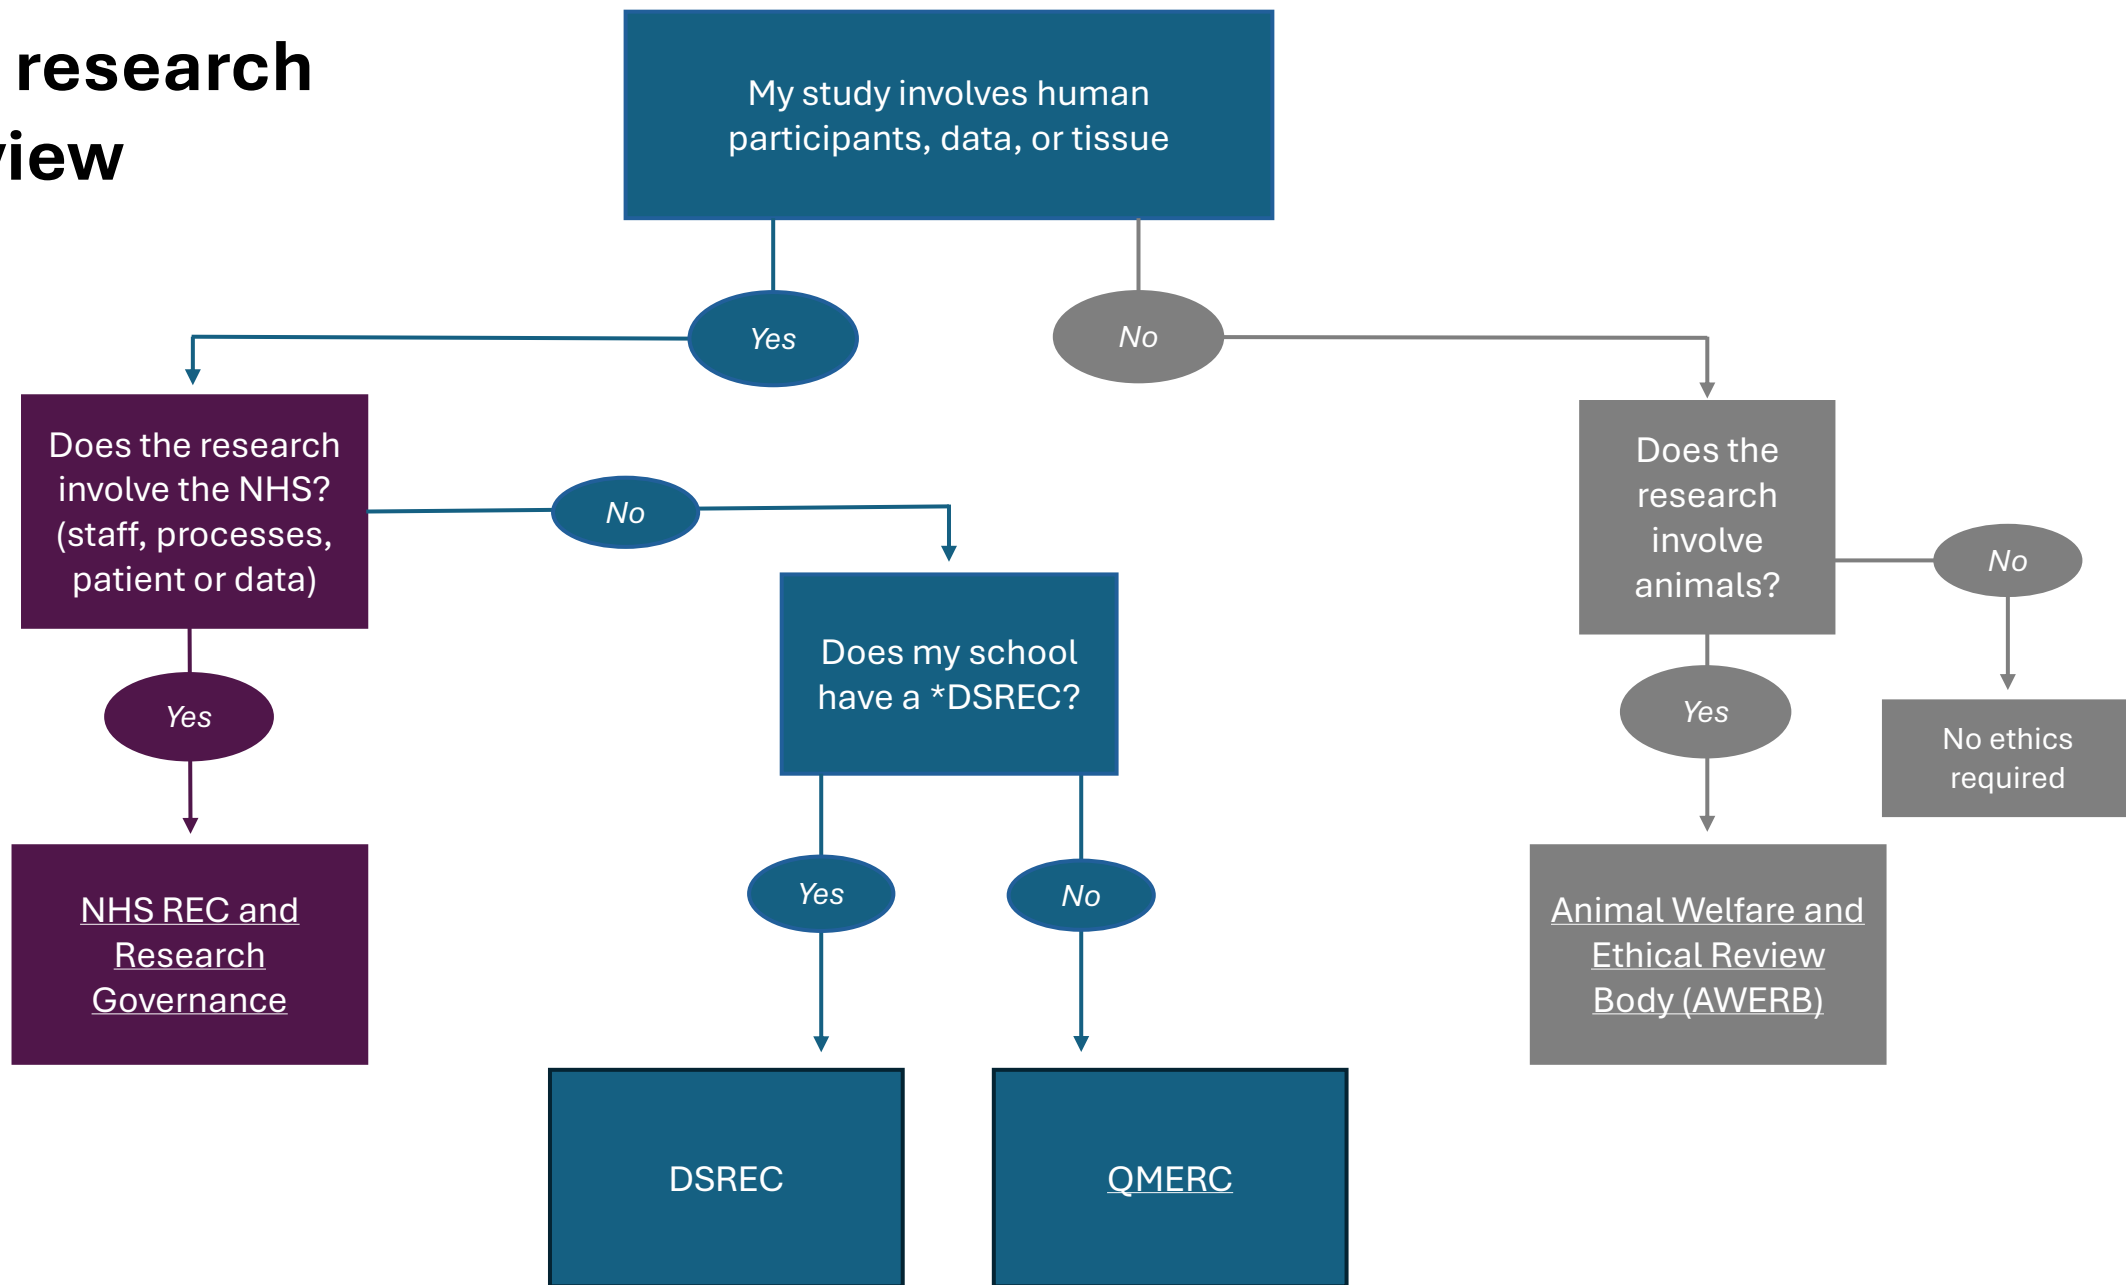 research
view
My study involves human
participants, data, or tissue
Yes
No
Does the research
involve the NHS?
(staff, processes,
patient or data)
No
Does the
research
involve
animals?
No
Does my school
have a *DSREC?
Yes
Yes
No ethics
required
Yes
No
NHS REC and
Research
Governance
Animal Welfare and
Ethical Review
Body (AWERB)
DSREC
QMERC